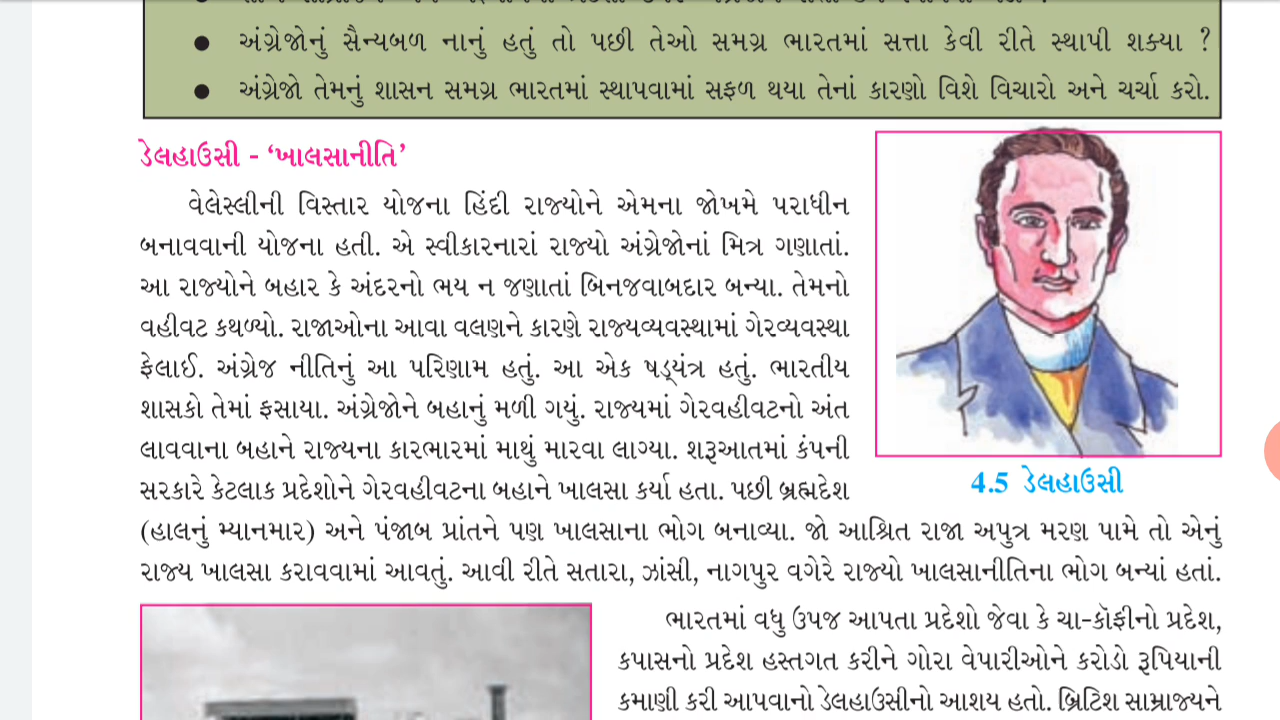 ● અંગ્રેજોનું સૈન્યબળ નાનું હતું તો પછી તેઓ સમગ્ર ભારતમાં સત્તા કેવી રીતે સ્થાપી શક્યા ?
● અંગ્રેજો તેમનું શાસન સમગ્ર ભારતમાં સ્થાપવામાં સફળ થયા તેનાં કારણો વિશે વિચારો અને ચર્ચા કરો.
ડેલહાઉસી - ‘ખાલસાનીતિ’
વેલેસ્લીની વિસ્તાર યોજના હિંદી રાજ્યોને એમના જોખમે પરાધીન
બનાવવાની યોજના હતી. એ સ્વીકારનારાં રાજ્યો અંગ્રેજોનાં મિત્ર ગણાતાં.
આ રાજ્યોને બહાર કે અંદરનો ભય ન જણાતાં બિનજવાબદાર બન્યા. તેમનો
વહીવટ કથળ્યો. રાજાઓના આવા વલણને કારણે રાજ્યવ્યવસ્થામાં ગેરવ્યવસ્થા
ફેલાઈ. અંગ્રેજ નીતિનું આ પરિણામ હતું. આ એક ષડ્યંત્ર હતું. ભારતીય
શાસકો તેમાં ફસાયા. અંગ્રેજોને બહાનું મળી ગયું. રાજ્યમાં ગેરવહીવટનો અંત
લાવવાના બહાને રાજ્યના કારભારમાં માથું મારવા લાગ્યા. શરૂઆતમાં કંપની
સરકારે કેટલાક પ્રદેશોને ગેરવહીવટના બહાને ખાલસા કર્યા હતા. પછી બ્રહ્મદેશ
4.5 ડેલહાઉસી
(હાલનું મ્યાનમાર) અને પંજાબ પ્રાંતને પણ ખાલસાના ભોગ બનાવ્યા. જો આશ્રિત રાજા અપુત્ર મરણ પામે તો એનું
રાજ્ય ખાલસા કરાવવામાં આવતું. આવી રીતે સતારા, ઝાંસી, નાગપુર વગેરે રાજ્યો ખાલસાનીતિના ભોગ બન્યાં હતાં.
ભારતમાં વધુ ઉપજ આપતા પ્રદેશો જેવા કે ચા-કૉફીનો પ્રદેશ,
કપાસનો પ્રદેશ હસ્તગત કરીને ગોરા વેપારીઓને કરોડો રૂપિયાની
કમાણી કરી આપવાનો ડેલહાઉસીનો આશય હતો. બ્રિટિશ સામ્રાજ્યને